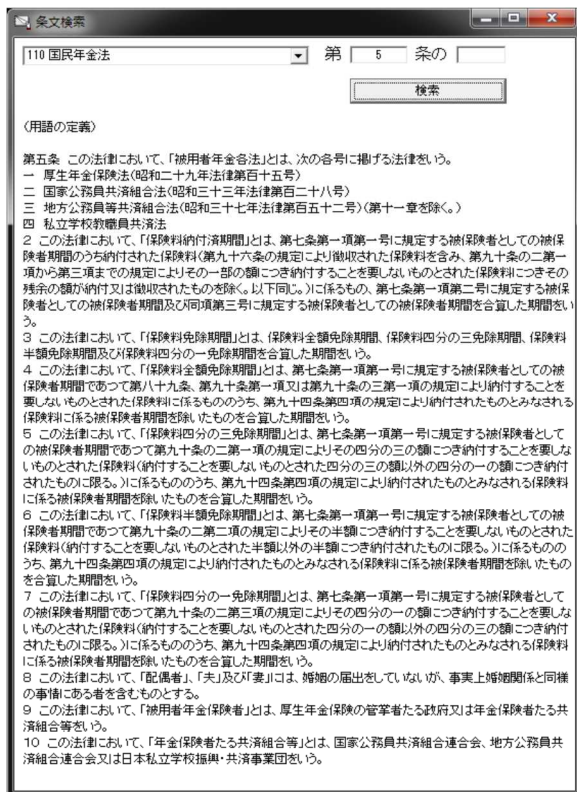 条文検索
110 国民年金法 第 5 条の
検索
(用語の定義)
第五条 この法律において、「被用者年金各法」とは、次の各号に掲げる法律をいう。
一 厚生年金保険法(昭和二十九年法律第百十五号)
二 国家公務員共済組合法(昭和三十三年法律第百二十八号)
三 地方公務員等共済組合法(昭和三十七年法律第百五十二号)(第十一章を除く。)
四 私立学校教職員共済法
2 この法律において、「保険料納付済期間」とは、第七条第一項第一号に規定する被保険者としての被保
険者期間のうち納付された保険料(第九十六条の規定により徴収された保険料を含み、第九十条の二第一
項から第三項までの規定によりその一部の額につき納付することを要しないものとされた保険料につきその
残余の額が納付又は徴収されたものを除く。以下同じ。)に係るもの、第七条第一項第二号に規定する被保
険者としての被保険者期間及び同項第三号に規定する被保険者としての被保険者期間を合算した期間をい
う。
3 この法律において、「保険料免除期間」とは、保険料全額免除期間、保険料四分の三免除期間、保険料
半額免除期間及び保険料四分の一免除期間を合算した期間をいう。
4 この法律において、「保険料全額免除期間」とは、第七条第一項第一号に規定する被保険者としての被
保険者期間であつて第八十九条、第九十条第一項又は第九十条の三第一項の規定により納付することを
要しないものとされた保険料に係るもののうち、第九十四条第四項の規定により納付されたものとみなされる
保険料に係る被保険者期間を除いたものを合算した期間をいう。
5 この法律において、「保険料四分の三免除期間」とは、第七条第一項第一号に規定する被保険者として
の被保険者期間であつて第九十条の二第一項の規定によりその四分の三の額につき納付することを要しな
いものとされた保険料(納付することを要しないものとされた四分の三の額以外の四分の一の額につき納付
されたものに限る。)に係るもののうち、第九十四条第四項の規定により納付されたものとみなされる保険料
に係る被保険者期間を除いたものを合算した期間をいう。
6 この法律において、「保険料半額免除期間」とは、第七条第一項第一号に規定する被保険者としての被
保険者期間であつて第九十条の二第二項の規定によりその半額につき納付することを要しないものとされた
保険料(納付することを要しないものとされた半額以外の半額につき納付されたものに限る。)に係るものの
うち、第九十四条第四項の規定により納付されたものとみなされる保険料に係る被保険者期間を除いたもの
を合算した期間をいう。
7 この法律において、「保険料四分の一免除期間」とは、第七条第一項第一号に規定する被保険者として
の被保険者期間であつて第九十条の二第三項の規定によりその四分の一の額につき納付することを要しな
いものとされた保険料(納付することを要しないものとされた四分の一の額以外の四分の三の額につき納付
されたものに限る。)に係るもののうち、第九十四条第四項の規定により納付されたものとみなされる保険料
に係る被保険者期間を除いたものを合算した期間をいう。
8 この法律において、「配偶者」、「夫」及び「妻」には、婚姻の届出をしていないが、事実上婚姻関係と同様
の事情にある者を含むものとする。
9 この法律において、「被用者年金保険者」とは、厚生年金保険の管掌者たる政府又は年金保険者たる共
済組合等をいう。
10 この法律において、「年金保険者たる共済組合等」とは、国家公務員共済組合連合会、地方公務員共
済組合連合会又は日本私立学校振興・共済事業団をいう。